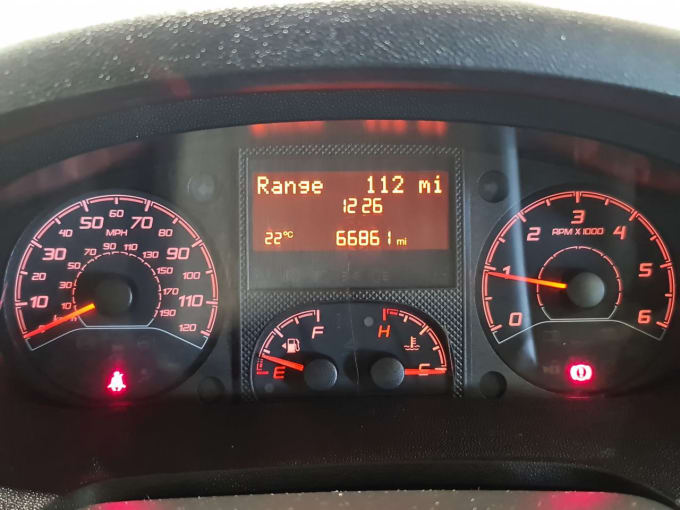 Range 112 mi
12:26
22°C 66861 mi
10 20 30 40 50 60 70 80 90 100 110 120
MPH
10 30 50 70 90 110 130 150 170 190
km/h
F
E
H
C
0 1 2 3 4 5 6
RPM X 1000